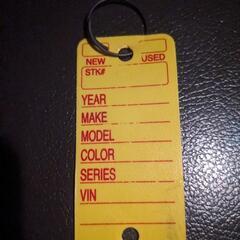 NEW USED
STK#
YEAR
MAKE
MODEL
COLOR
SERIES
VIN